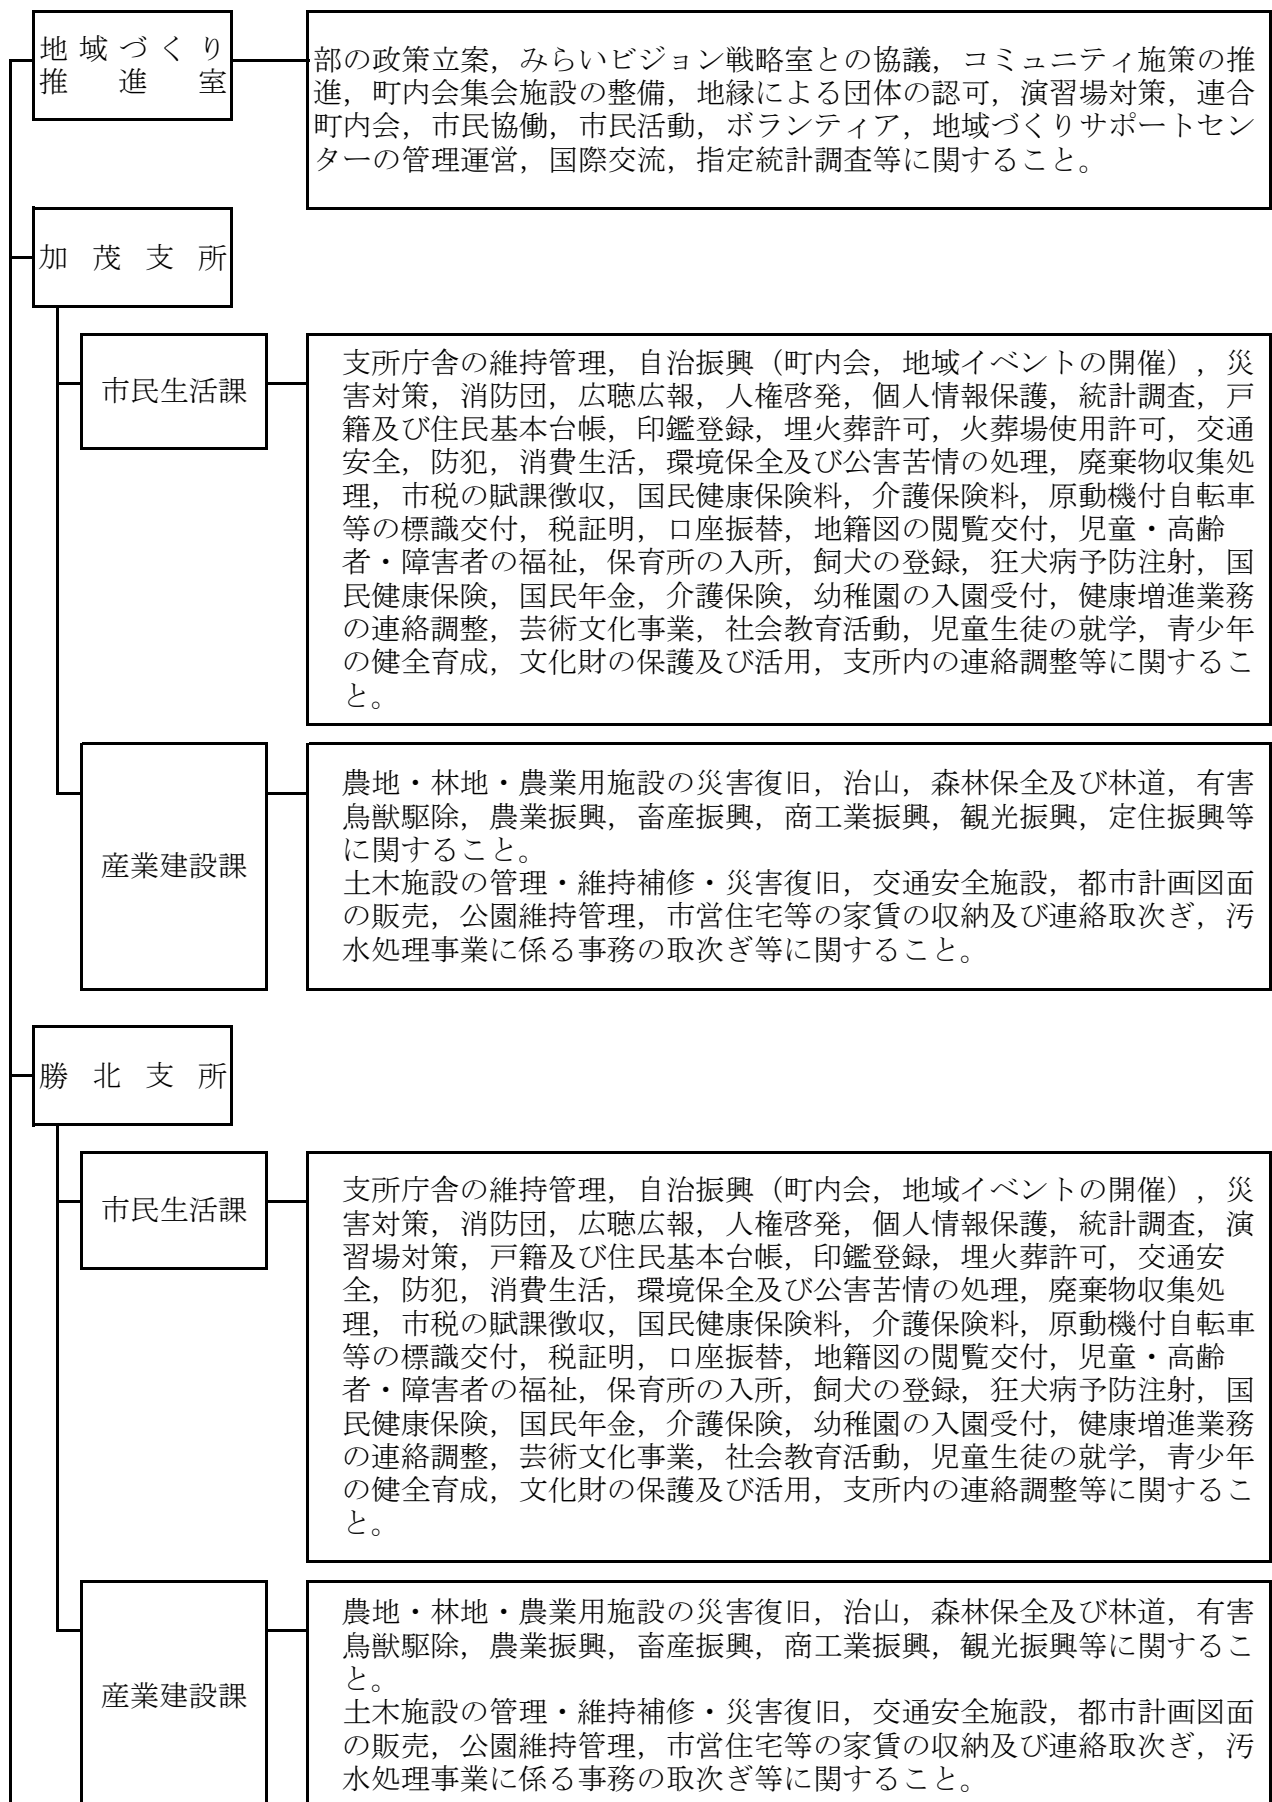 地域づくり
推進室
部の政策立案，みらいビジョン戦略室との協議，コミュニティ施策の推
進，町内会集会施設の整備，地縁による団体の認可，演習場対策，連合
町内会，市民協働，市民活動，ボランティア，地域づくりサポートセン
ターの管理運営，国際交流，指定統計調査等に関すること。
加茂支所
市民生活課
支所庁舎の維持管理，自治振興（町内会，地域イベントの開催），災
害対策，消防団，広聴広報，人権啓発，個人情報保護，統計調査，戸
籍及び住民基本台帳，印鑑登録，埋火葬許可，火葬場使用許可，交通
安全，防犯，消費生活，環境保全及び公害苦情の処理，廃棄物収集処
理，市税の賦課徴収，国民健康保険料，介護保険料，原動機付自転車
等の標識交付，税証明，口座振替，地籍図の閲覧交付，児童・高齢
者・障害者の福祉，保育所の入所，飼犬の登録，狂犬病予防注射，国
民健康保険，国民年金，介護保険，幼稚園の入園受付，健康増進業務
の連絡調整，芸術文化事業，社会教育活動，児童生徒の就学，青少年
の健全育成，文化財の保護及び活用，支所内の連絡調整等に関するこ
と。
産業建設課
農地・林地・農業用施設の災害復旧，治山，森林保全及び林道，有害
鳥獣駆除，農業振興，畜産振興，商工業振興，観光振興，定住振興等
に関すること。
土木施設の管理・維持補修・災害復旧，交通安全施設，都市計画図面
の販売，公園維持管理，市営住宅等の家賃の収納及び連絡取次ぎ，汚
水処理事業に係る事務の取次ぎ等に関すること。
勝北支所
市民生活課
支所庁舎の維持管理，自治振興（町内会，地域イベントの開催），災
害対策，消防団，広聴広報，人権啓発，個人情報保護，統計調査，演
習場対策，戸籍及び住民基本台帳，印鑑登録，埋火葬許可，交通安
全，防犯，消費生活，環境保全及び公害苦情の処理，廃棄物収集処
理，市税の賦課徴収，国民健康保険料，介護保険料，原動機付自転車
等の標識交付，税証明，口座振替，地籍図の閲覧交付，児童・高齢
者・障害者の福祉，保育所の入所，飼犬の登録，狂犬病予防注射，国
民健康保険，国民年金，介護保険，幼稚園の入園受付，健康増進業務
の連絡調整，芸術文化事業，社会教育活動，児童生徒の就学，青少年
の健全育成，文化財の保護及び活用，支所内の連絡調整等に関するこ
と。
産業建設課
農地・林地・農業用施設の災害復旧，治山，森林保全及び林道，有害
鳥獣駆除，農業振興，畜産振興，商工業振興，観光振興等に関するこ
と。
土木施設の管理・維持補修・災害復旧，交通安全施設，都市計画図面
の販売，公園維持管理，市営住宅等の家賃の収納及び連絡取次ぎ，汚
水処理事業に係る事務の取次ぎ等に関すること。